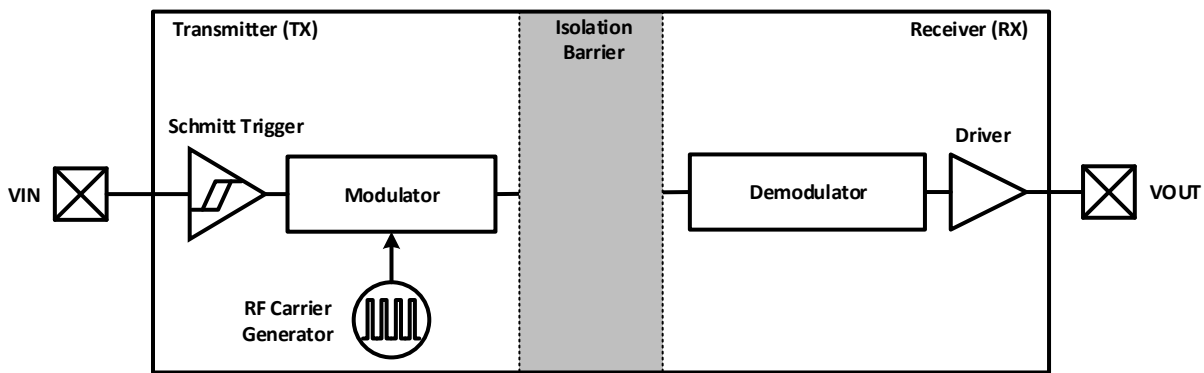 Transmitter (TX)
Isolation
Barrier
Receiver (RX)
Schmitt Trigger
Driver
VIN
Modulator
Demodulator
VOUT
RF Carrier
Generator